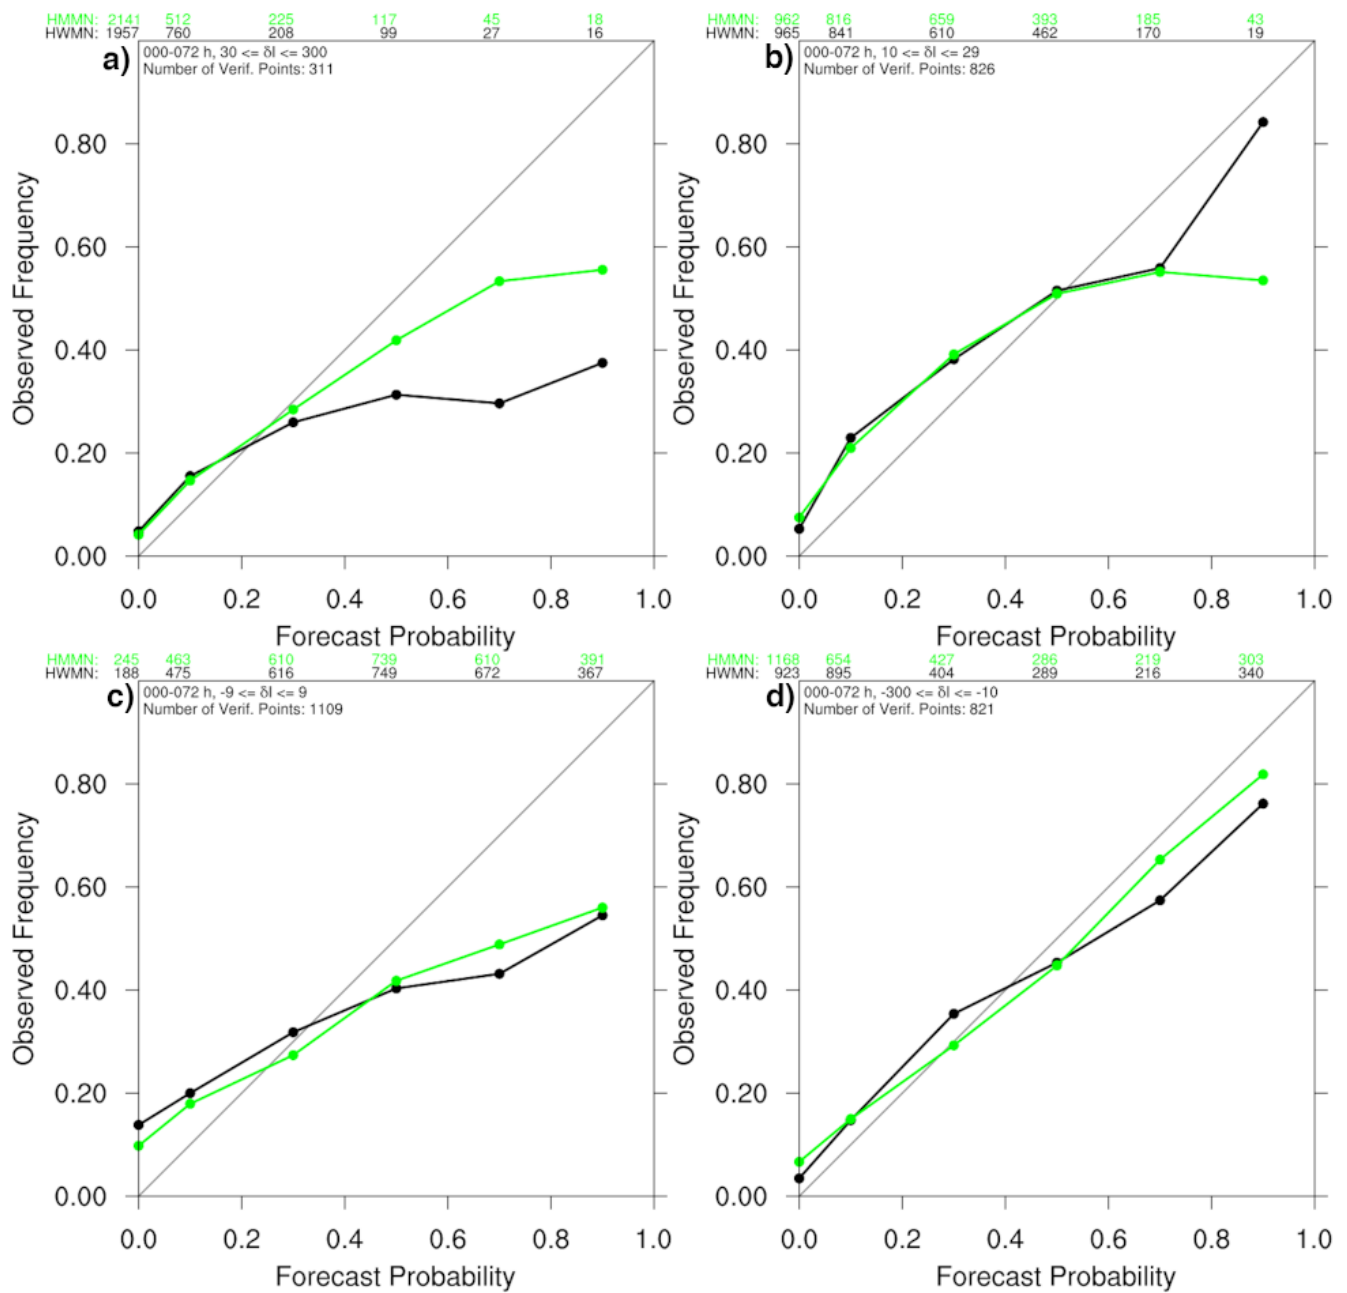 HMMN: 2141 512 225 117 45 18
HWMN: 1957 760 208 99 27 16
a)
000-072 h, 30 <= δI <= 300
Number of Verif. Points: 311
Observed Frequency
0.80
0.60
0.40
0.20
0.00
0.0 0.2 0.4 0.6 0.8 1.0
Forecast Probability
HMMN: 962 816 659 393 185 43
HWMN: 965 841 610 462 170 19
b)
000-072 h, 10 <= δI <= 29
Number of Verif. Points: 826
Observed Frequency
0.80
0.60
0.40
0.20
0.00
0.0 0.2 0.4 0.6 0.8 1.0
Forecast Probability
HMMN: 245 463 610 739 610 391
HWMN: 188 475 616 749 672 367
c)
000-072 h, -9 <= δI <= 9
Number of Verif. Points: 1109
Observed Frequency
0.80
0.60
0.40
0.20
0.00
0.0 0.2 0.4 0.6 0.8 1.0
Forecast Probability
HMMN: 1168 654 427 286 219 303
HWMN: 923 895 404 289 216 340
d)
000-072 h, -300 <= δI <= -10
Number of Verif. Points: 821
Observed Frequency
0.80
0.60
0.40
0.20
0.00
0.0 0.2 0.4 0.6 0.8 1.0
Forecast Probability